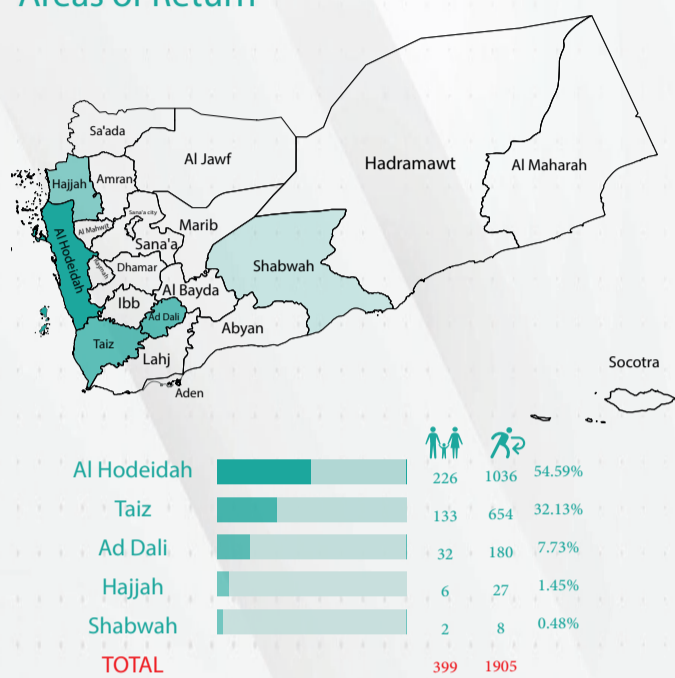 Areas of Return
Sa'ada
Al Jawf
Hadramawt
Al Maharah
Hajjah
Amran
Sana'a city
Al Mahwit
Marib
Sana'a
Al Hodeidah
Raymah
Dhamar
Shabwah
Al Bayda
Ibb
Ad Dali
Abyan
Taiz
Lahj
Aden
Socotra
Al Hodeidah 226 1036 54.59%
Taiz 133 654 32.13%
Ad Dali 32 180 7.73%
Hajjah 6 27 1.45%
Shabwah 2 8 0.48%
TOTAL 399 1905